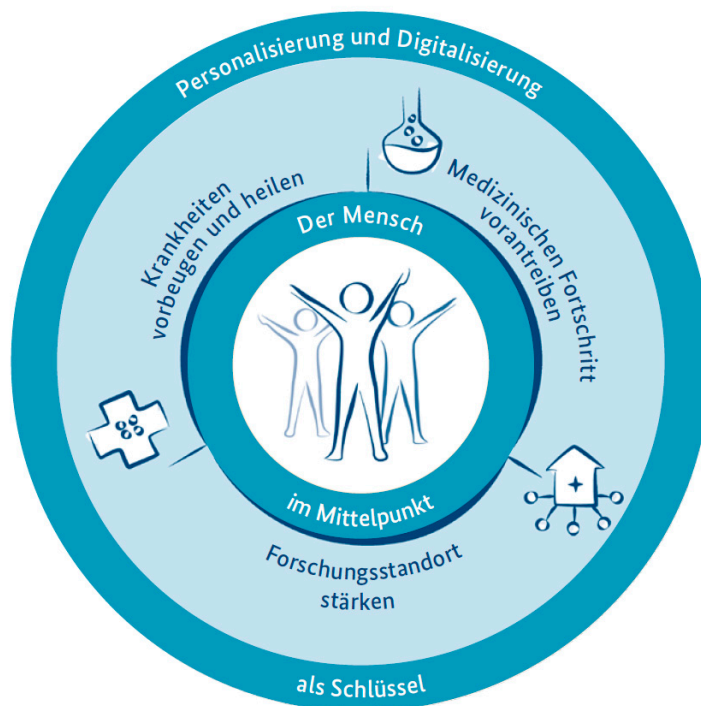 Personalisierung und Digitalisierung
als Schlüssel
Krankheiten
vorbeugen und heilen
Medizinischen Fortschritt
vorantreiben
Forschungsstandort
stärken
Der Mensch
im Mittelpunkt